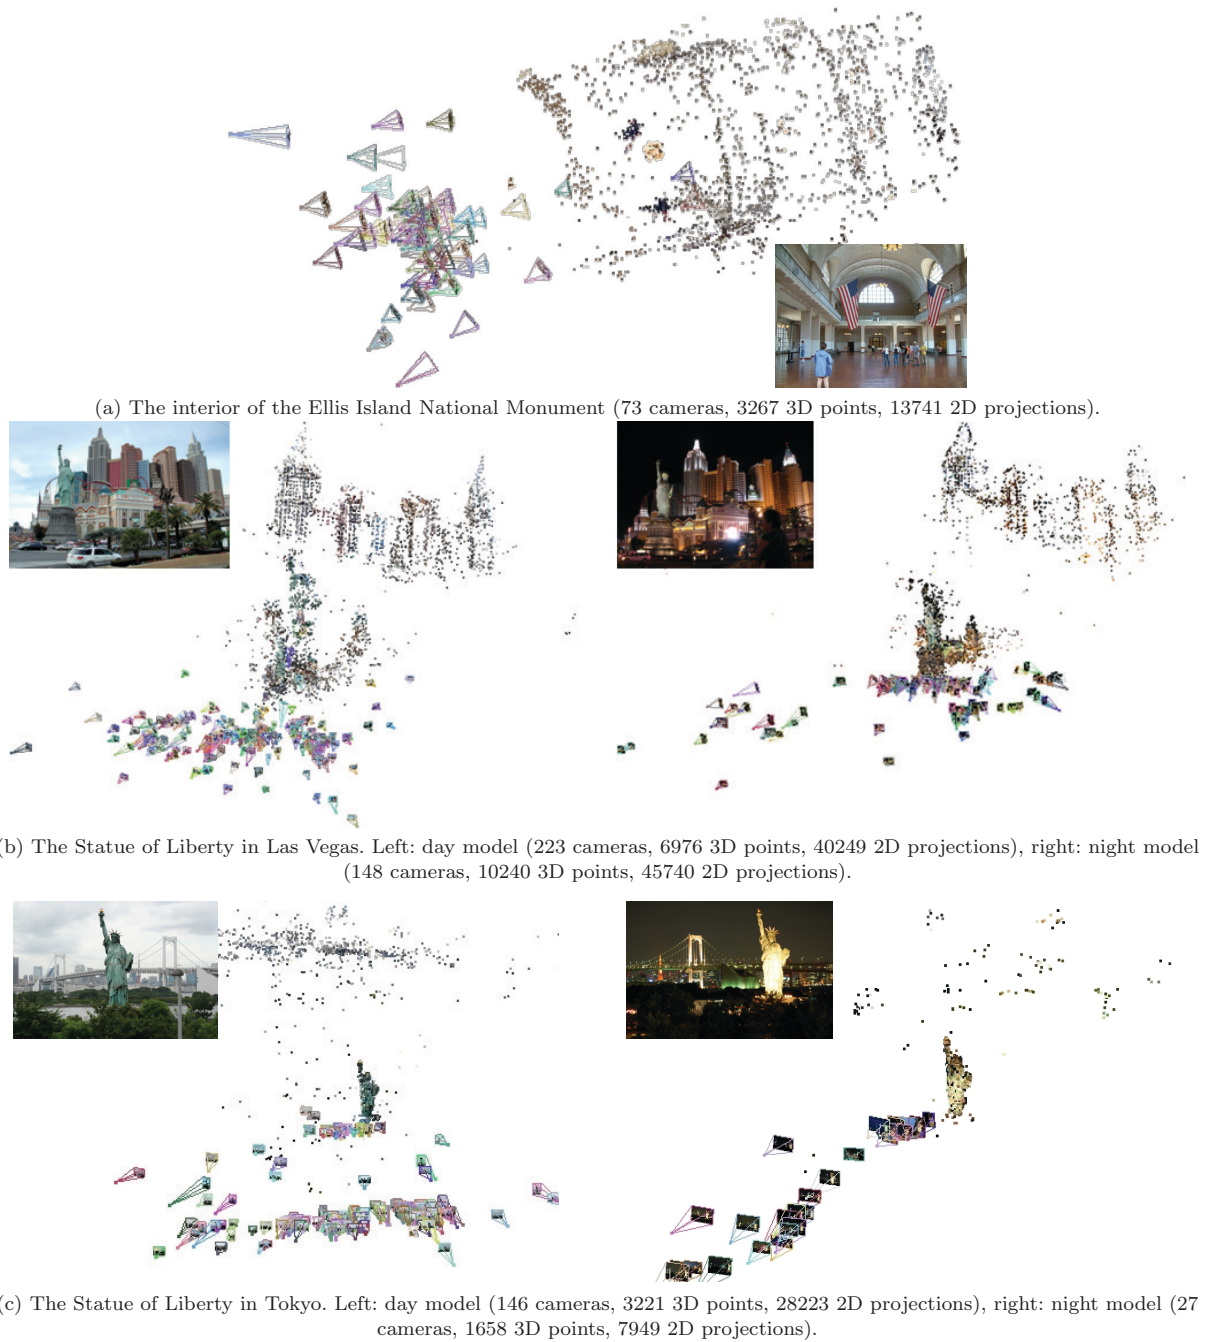 (a) The interior of the Ellis Island National Monument (73 cameras, 3267 3D points, 13741 2D projections).
b) The Statue of Liberty in Las Vegas. Left: day model (223 cameras, 6976 3D points, 40249 2D projections), right: night model
(148 cameras, 10240 3D points, 45740 2D projections).
c) The Statue of Liberty in Tokyo. Left: day model (146 cameras, 3221 3D points, 28223 2D projections), right: night model (27
cameras, 1658 3D points, 7949 2D projections).